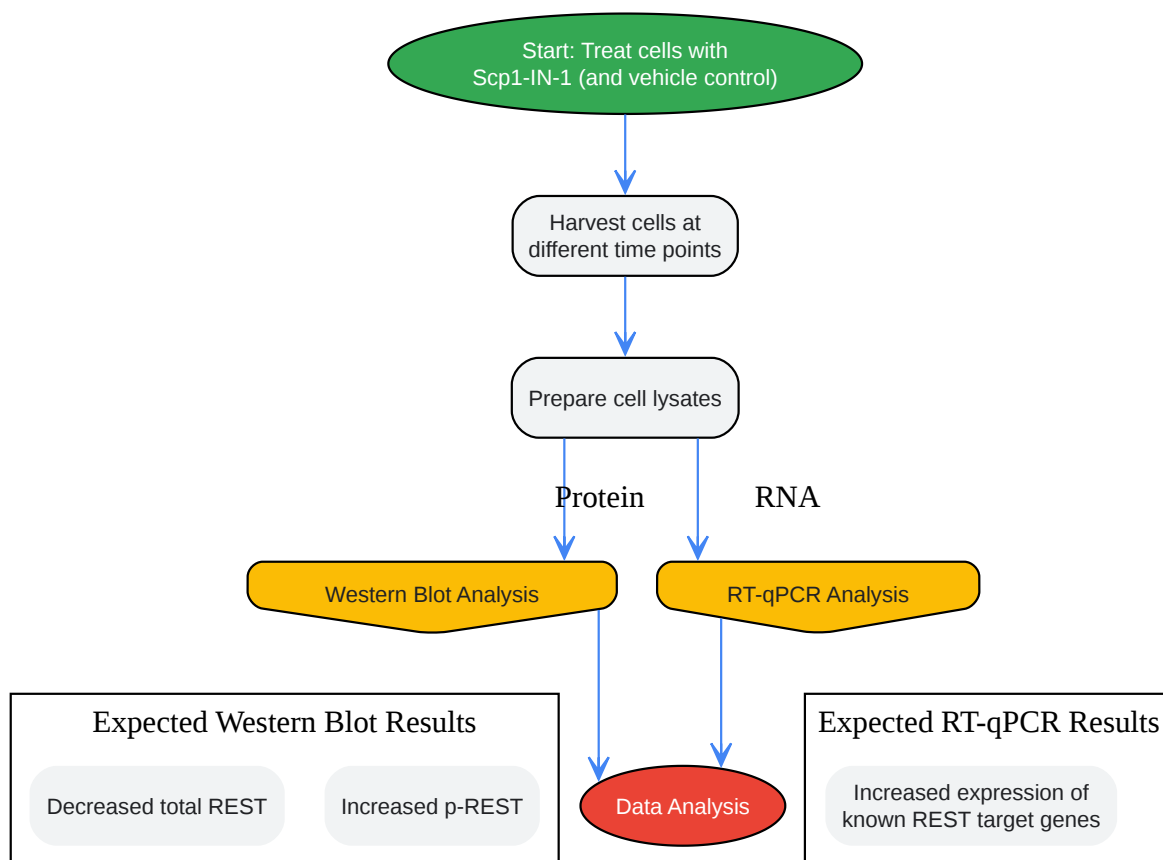 Start: Treat cells with
Scp1-IN-1 (and vehicle control)
Harvest cells at
different time points
Prepare cell lysates
Protein
RNA
Western Blot Analysis
RT-qPCR Analysis
Expected Western Blot Results
Decreased total REST
Increased p-REST
Data Analysis
Expected RT-qPCR Results
Increased expression of
known REST target genes